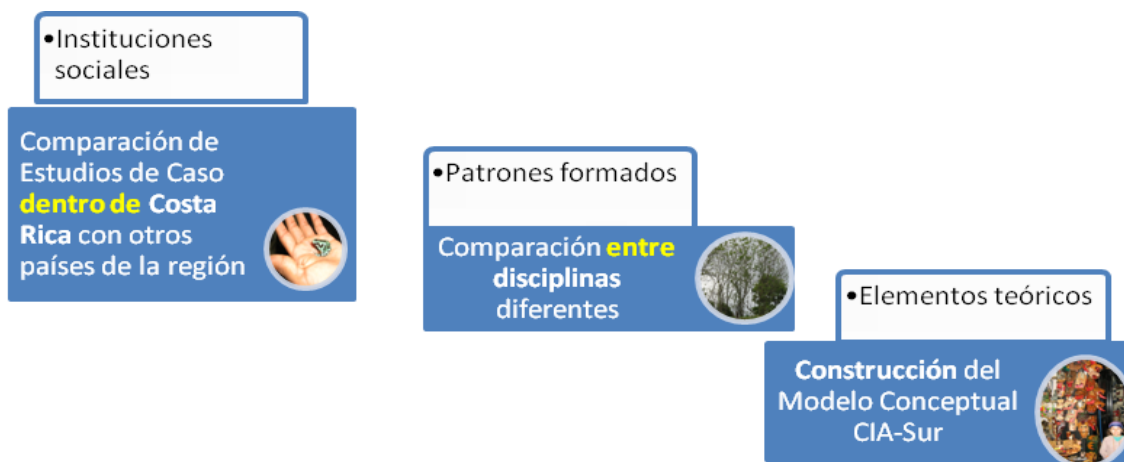 •Instituciones
sociales
Comparación de
Estudios de Caso
dentro de Costa
Rica con otros
países de la región
•Patrones formados
Comparación entre
disciplinas
diferentes
•Elementos teóricos
Construcción del
Modelo Conceptual
CIA-Sur